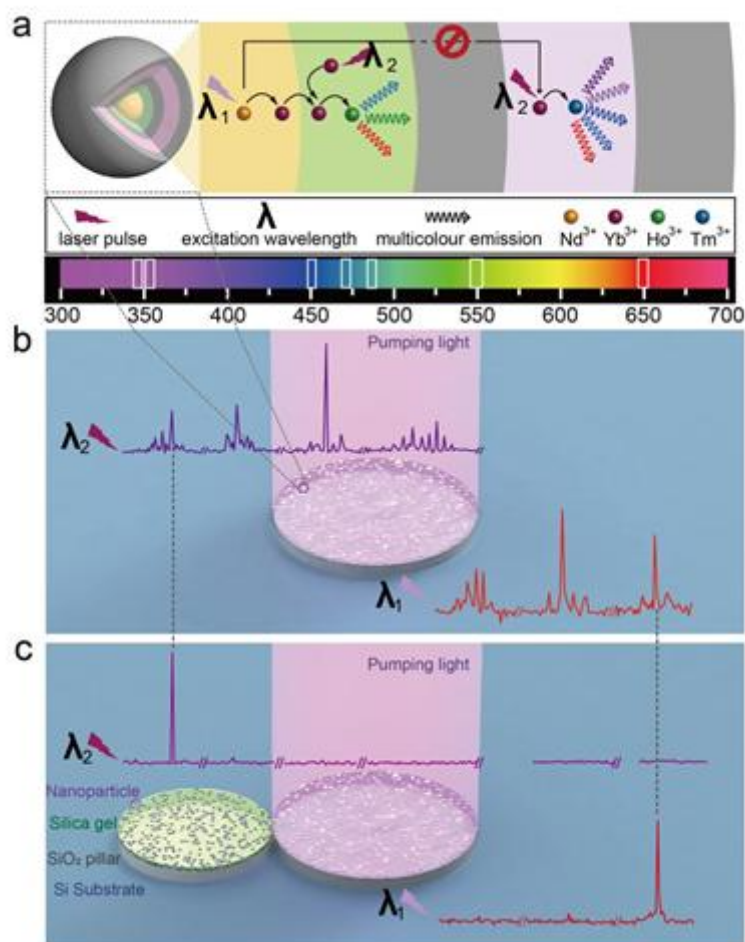 a
λ₁
λ₂
λ₂
λ
laser pulse
excitation wavelength
multicolour emission
Nd³⁺ Yb³⁺ Ho³⁺ Tm³⁺
300 350 400 450 500 550 600 650 700
b
Pumping light
λ₂
λ₁
c
Pumping light
λ₂
Nanoparticle
Silica gel
SiO₂ pillar
Si Substrate
λ₁